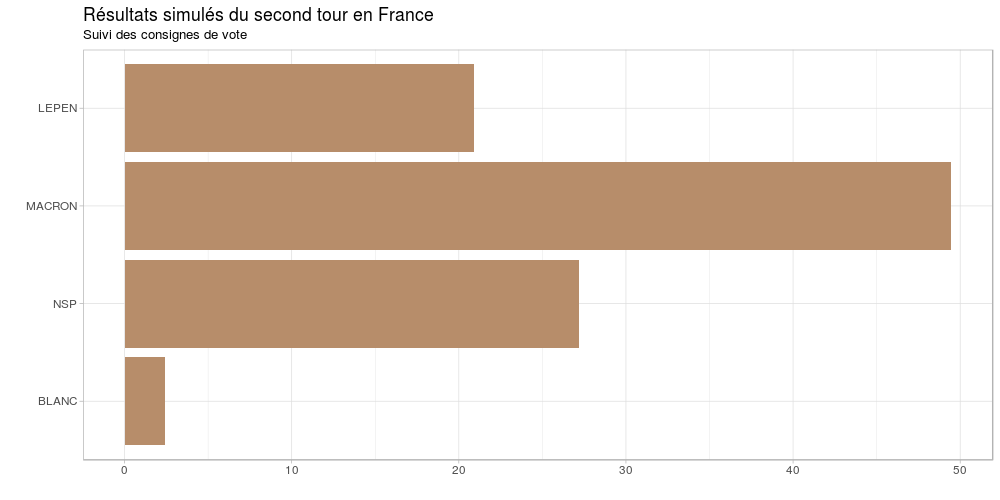 Résultats simulés du second tour en France
Suivi des consignes de vote
LEPEN
MACRON
NSP
BLANC
0 10 20 30 40 50